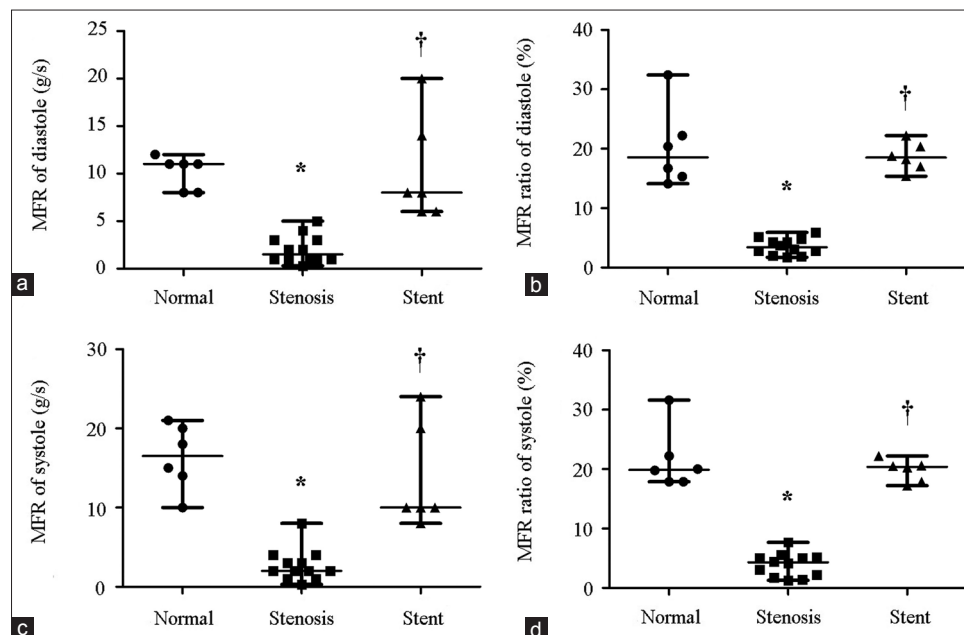 25
20
15
10
5
0
MFR of diastole (g/s)
*
†
Normal Stenosis Stent
a
40
30
20
10
0
MFR ratio of diastole (%)
*
†
Normal Stenosis Stent
b
30
20
10
0
MFR of systole (g/s)
*
†
Normal Stenosis Stent
c
40
30
20
10
0
MFR ratio of systole (%)
*
†
Normal Stenosis Stent
d